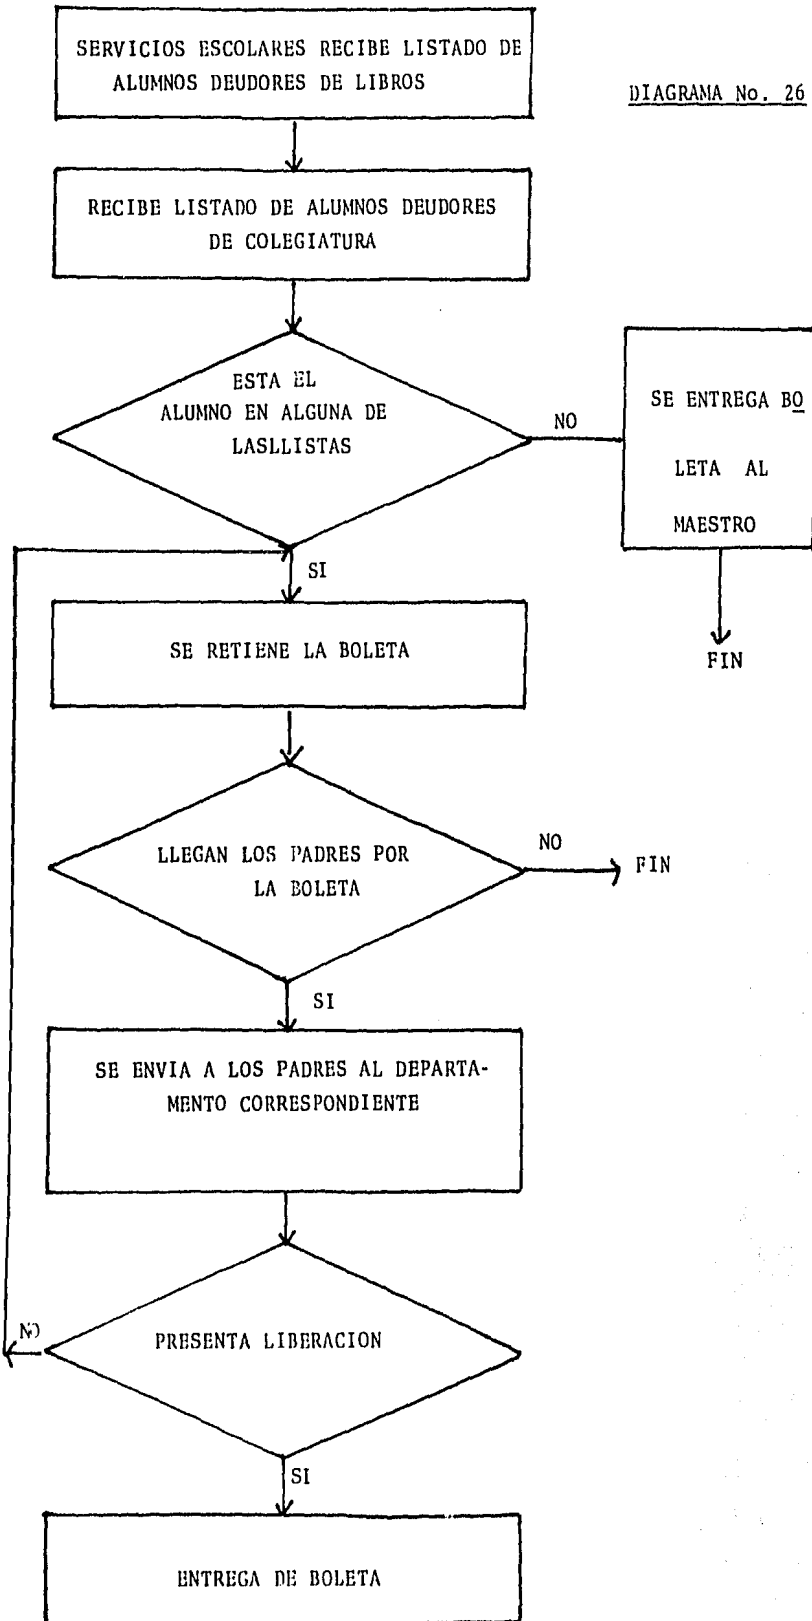 SERVICIOS ESCOLARES RECIBE LISTADO DE
ALUMNOS DEUDORES DE LIBROS
DIAGRAMA No. 26
RECIBE LISTADO DE ALUMNOS DEUDORES
DE COLEGIATURA
ESTA EL
ALUMNO EN ALGUNA DE
LASLLISTAS
NO
SE ENTREGA BO
LETA AL
MAESTRO
FIN
SI
SE RETIENE LA BOLETA
LLEGAN LOS PADRES POR
LA BOLETA
NO
FIN
SI
SE ENVIA A LOS PADRES AL DEPARTA-
MENTO CORRESPONDIENTE
PRESENTA LIBERACION
NO
SI
ENTREGA DE BOLETA